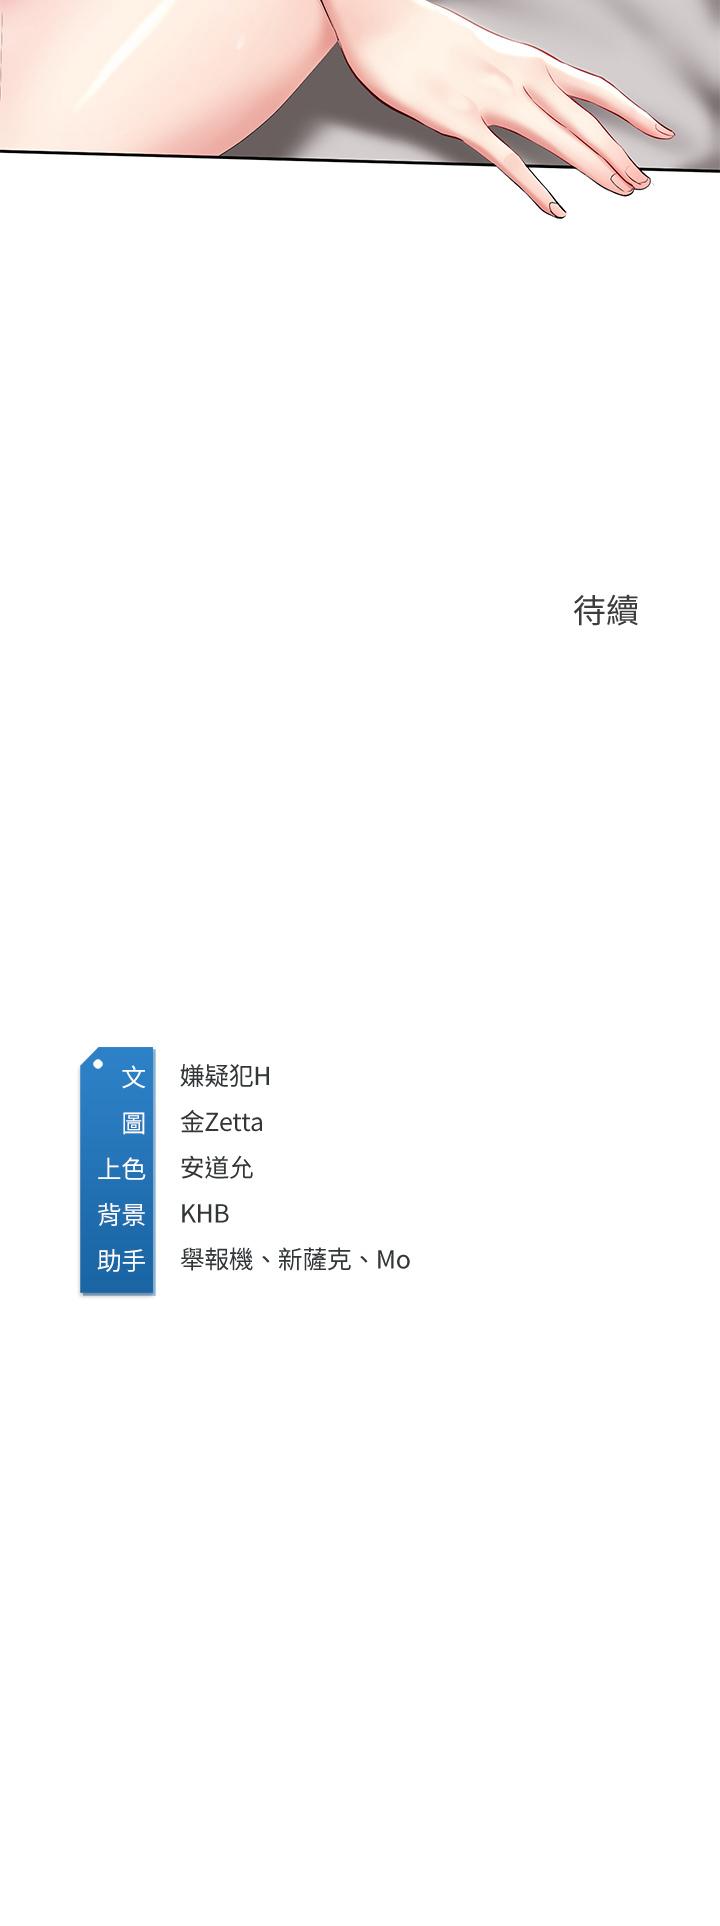 待續
文 嫌疑犯H
圖 金Zetta
上色 安道允
背景 KHB
助手 舉報機、新薩克、Mo